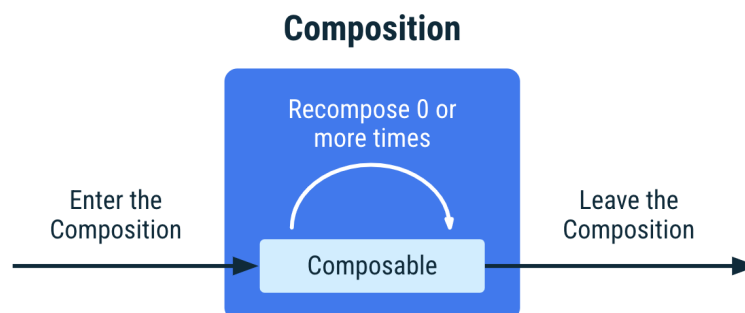 Composition
Recompose 0 or
more times
Enter the
Composition
Leave the
Composition
Composable